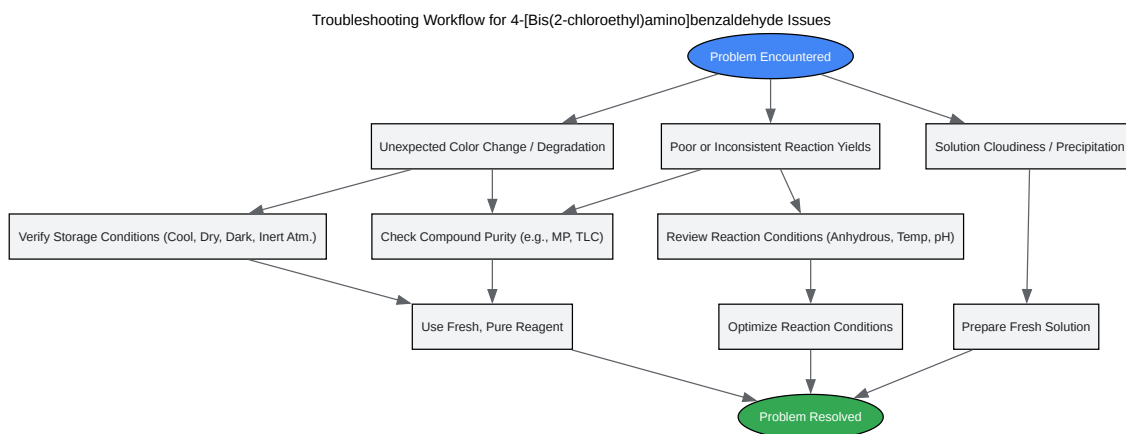 Troubleshooting Workflow for 4-[Bis(2-chloroethyl)amino]benzaldehyde Issues
Problem Encountered
Unexpected Color Change / Degradation
Poor or Inconsistent Reaction Yields
Solution Cloudiness / Precipitation
Verify Storage Conditions (Cool, Dry, Dark, Inert Atm.)
Check Compound Purity (e.g., MP, TLC)
Review Reaction Conditions (Anhydrous, Temp, pH)
Use Fresh, Pure Reagent
Optimize Reaction Conditions
Prepare Fresh Solution
Problem Resolved